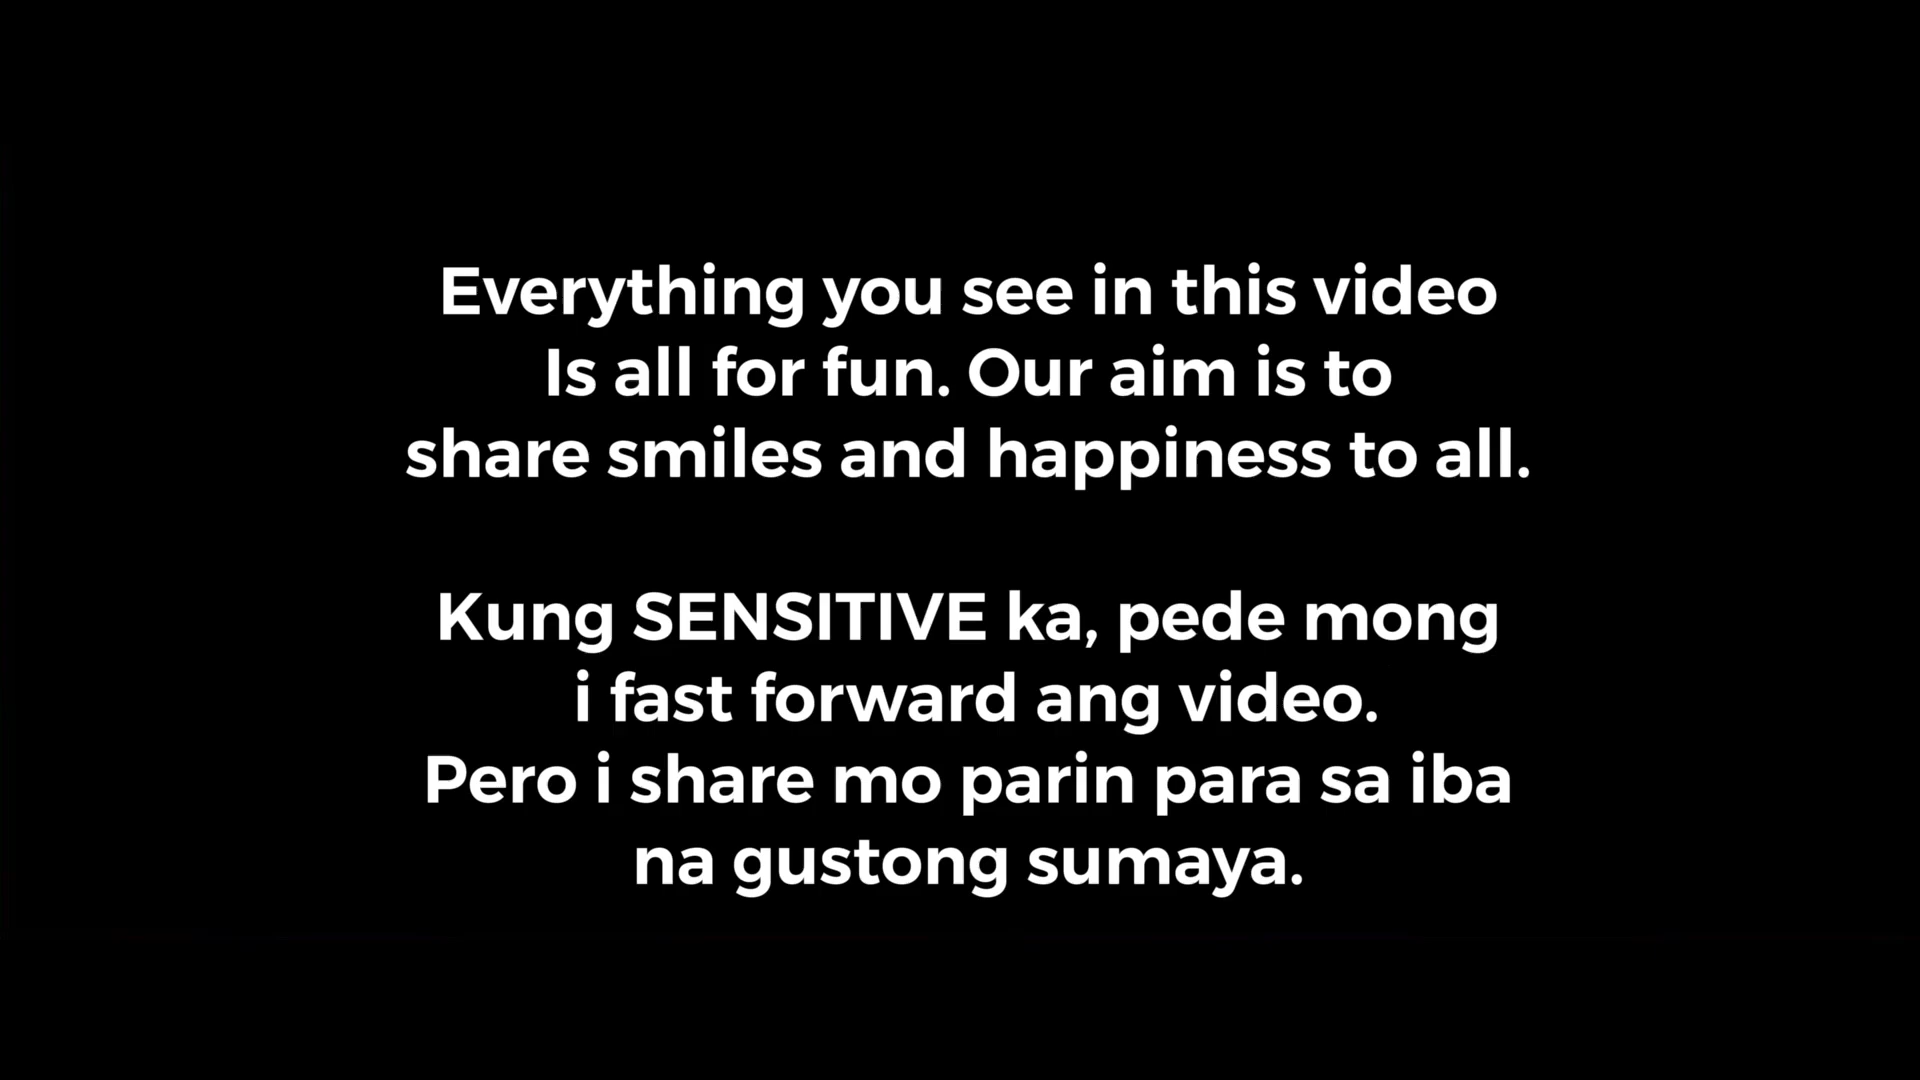 Everything you see in this video
Is all for fun. Our aim is to
share smiles and happiness to all.
Kung SENSITIVE ka, pede mong
i fast forward ang video.
Pero i share mo parin para sa iba
na gustong sumaya.